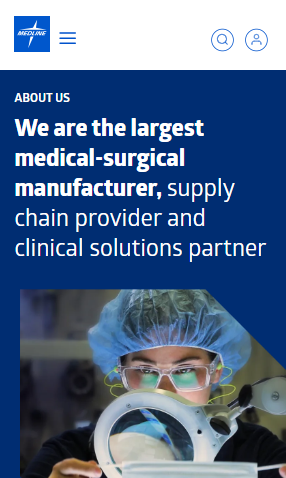 MEDLINE
ABOUT US
We are the largest
medical-surgical
manufacturer, supply
chain provider and
clinical solutions partner